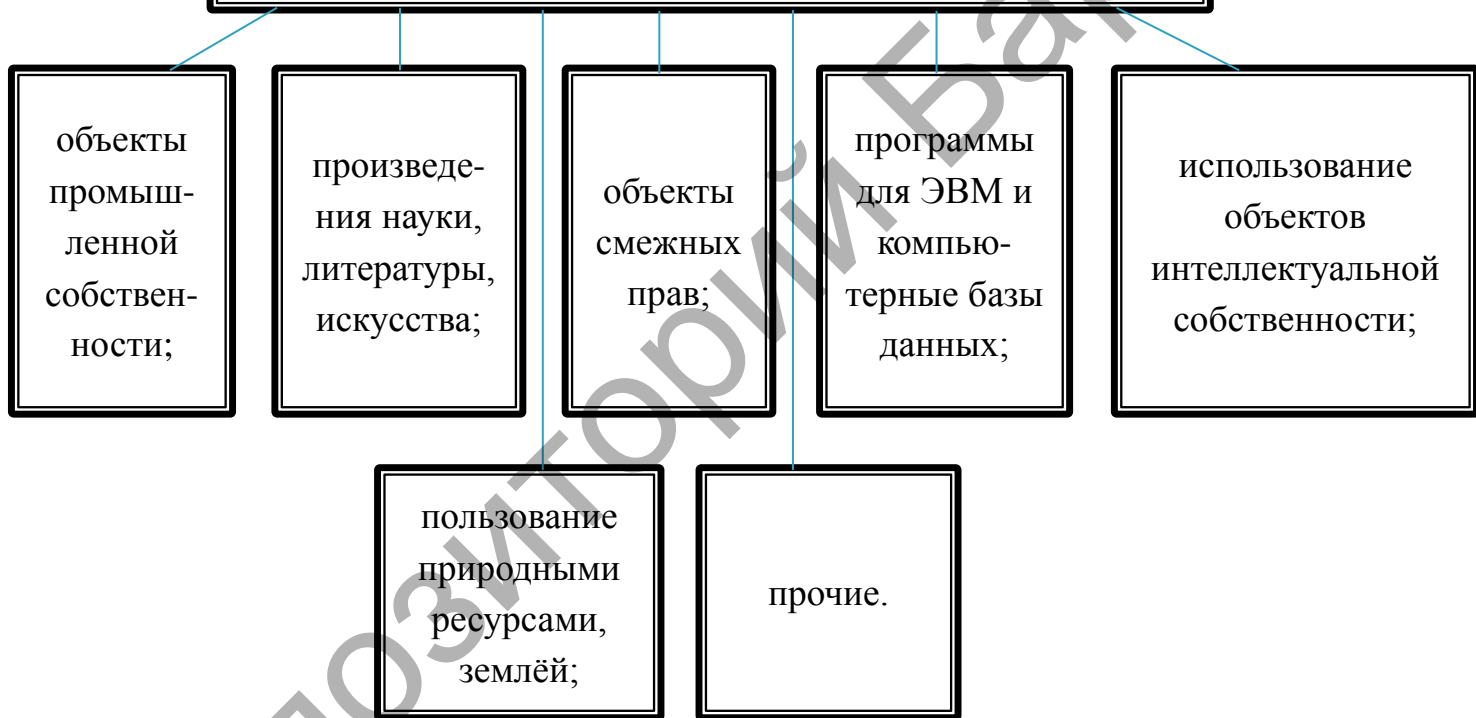 объекты
промыш-
ленной
собствен-
ности;
произведе-
ния науки,
литературы,
искусства;
объекты
смежных
прав;
программы
для ЭВМ и
компью-
терные базы
данных;
использование
объектов
интеллектуальной
собственности;
пользование
природными
ресурсами,
землёй;
прочие.